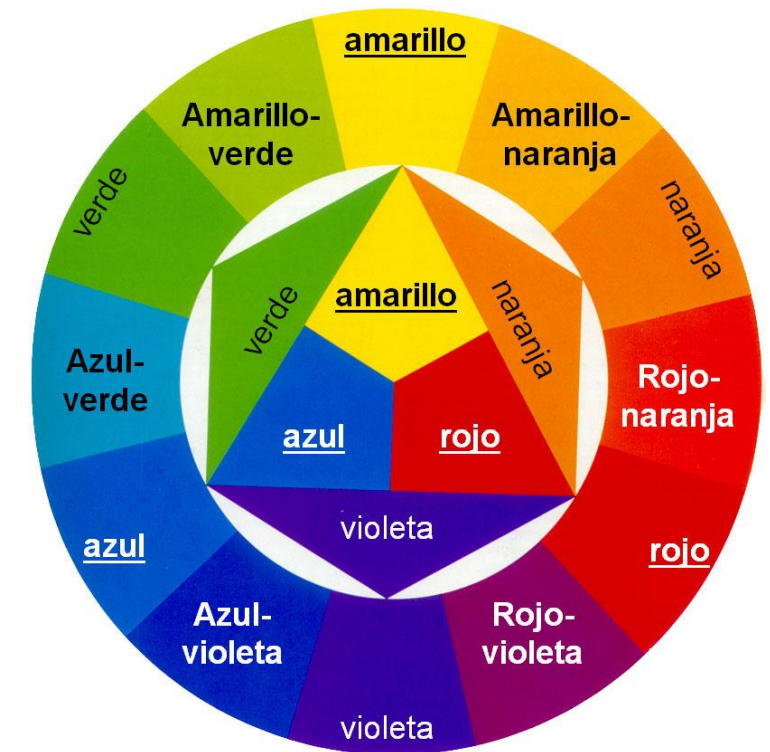 amarillo
Amarillo-
verde
Amarillo-
naranja
verde
naranja
amarillo
verde
naranja
Azul-
verde
Rojo-
naranja
azul
rojo
violeta
azul
rojo
Azul-
violeta
Rojo-
violeta
violeta